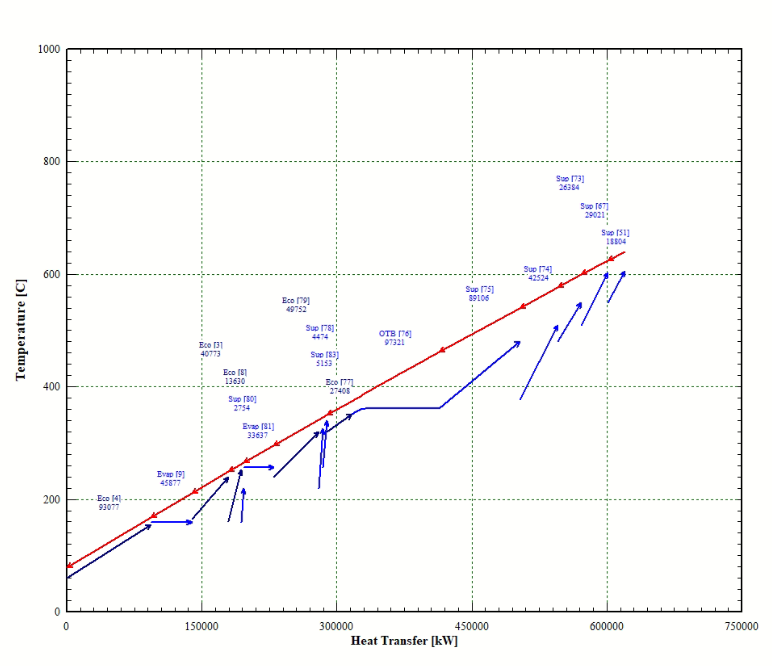 1000
800
600
400
200
0
Temperature [C]
Sup [73]
26384
Sup [67]
29021
Sup [51]
18804
Sup [74]
42524
Sup [75]
89106
Eco [79]
49752
Sup [78]
4474
OTB [76]
97321
Eco [3]
40773
Sup [83]
5153
Eco [8]
13630
Eco [77]
27408
Sup [80]
2754
Evap [81]
33637
Evap [9]
45877
Eco [4]
93077
0
150000
300000
450000
600000
750000
Heat Transfer [kW]